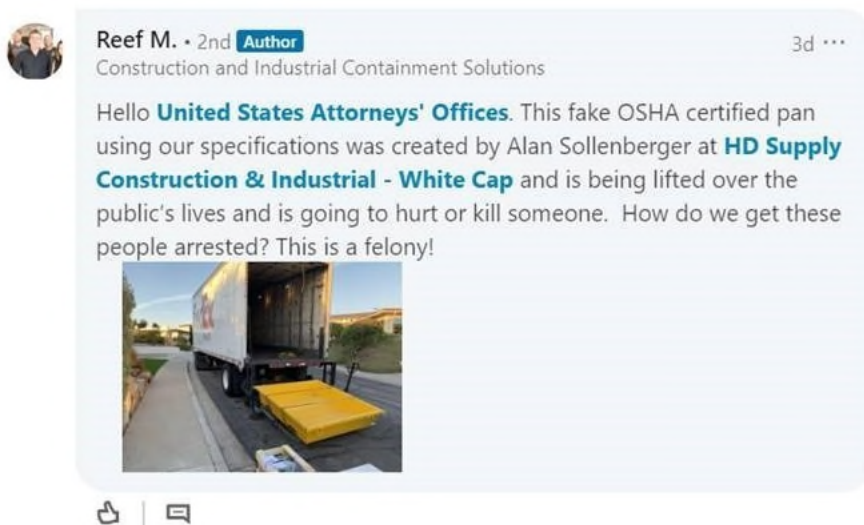 Reef M. • 2nd Author
3d ...
Construction and Industrial Containment Solutions
Hello United States Attorneys' Offices. This fake OSHA certified pan
using our specifications was created by Alan Sollenberger at HD Supply
Construction & Industrial - White Cap and is being lifted over the
public's lives and is going to hurt or kill someone.  How do we get these
people arrested? This is a felony!